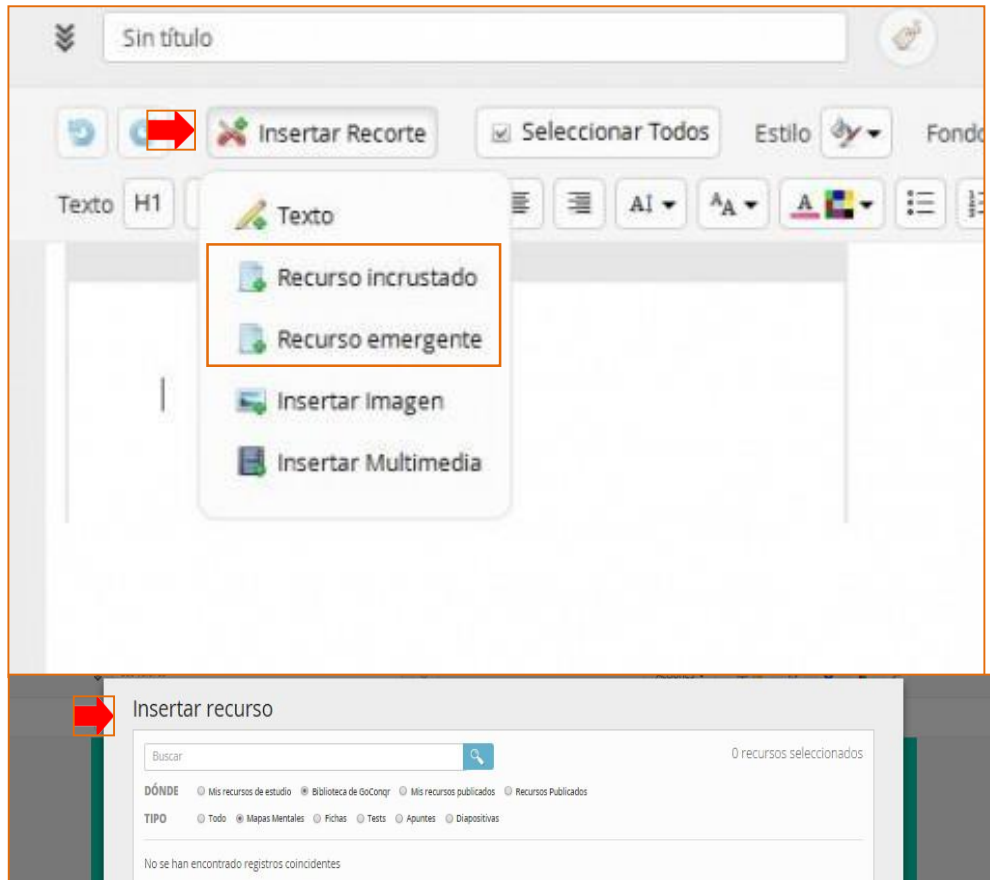 Sin título
Insertar Recorte Seleccionar Todos Estilo Fondo
Texto H1 AI AA A
Texto
Recurso incrustado
Recurso emergente
Insertar Imagen
Insertar Multimedia
Insertar recurso
Buscar 0 recursos seleccionados
DÓNDE Mis recursos de estudio Biblioteca de GoConqr Mis recursos publicados Recursos Publicados
TIPO Todo Mapas Mentales Fichas Tests Apuntes Diapositivas
No se han encontrado registros coincidentes